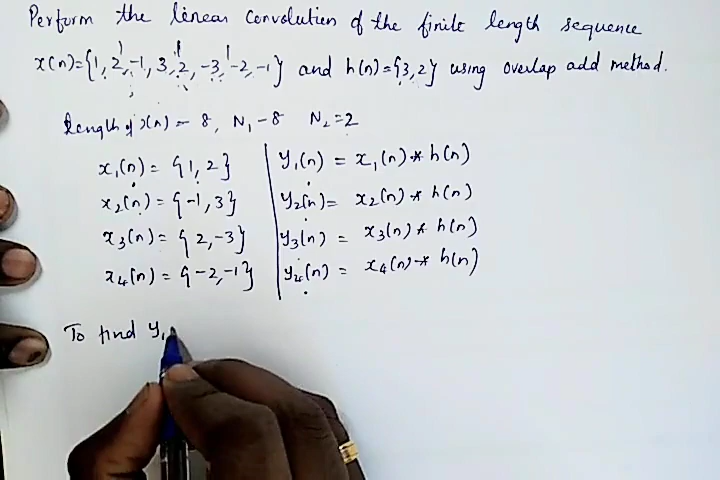 Perform the linear Convolution of the finite length sequence
x(n)={1, 2, -1, 3, 2, -3, -2, -1} and h(n)={3,2} using overlap add method.
Length of x(n) = 8, N1 - 8 N2 = 2
x1(n) = {1, 2}
x2(n) = {-1, 3}
x3(n) = {2, -3}
x4(n) = {-2, -1}
y1(n) = x1(n) * h(n)
y2(n) = x2(n) * h(n)
y3(n) = x3(n) * h(n)
y4(n) = x4(n) * h(n)
To find y1